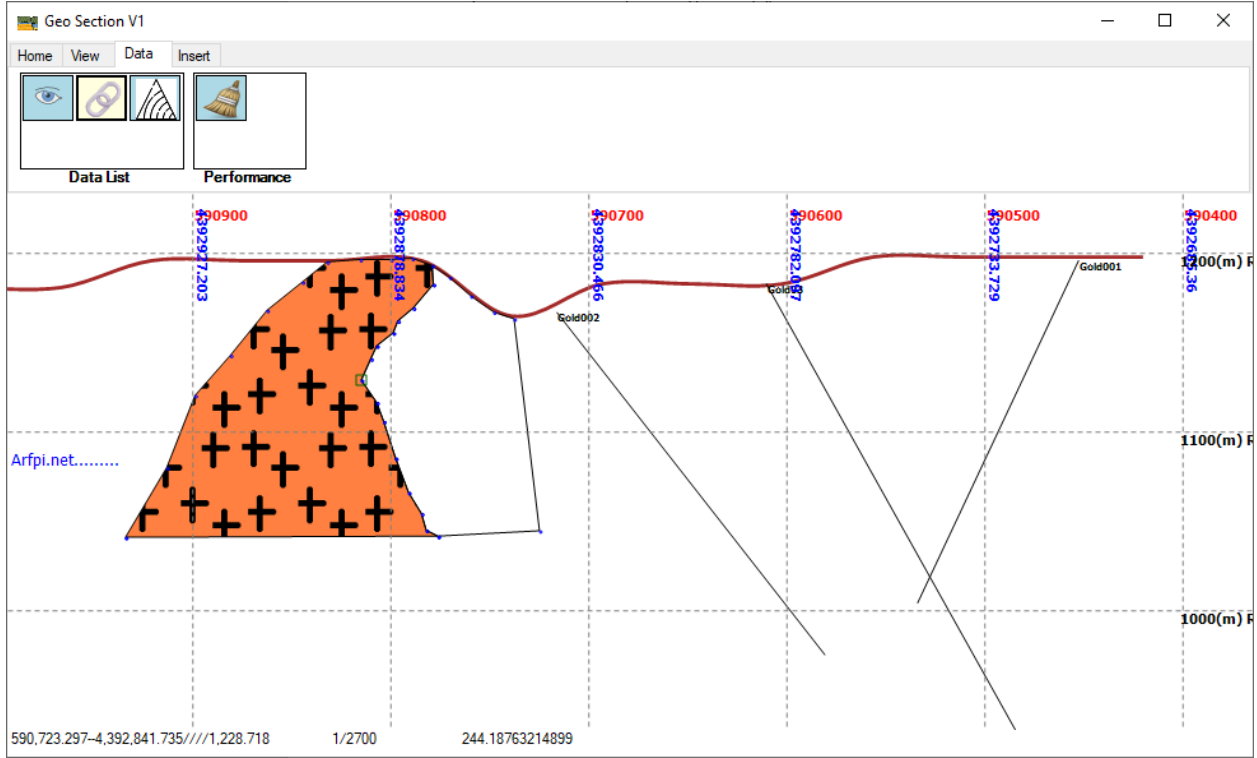 Geo Section V1
Home View Data Insert
Data List Performance
590900 590800 590700 590600 590500 590400
4392927.203
4392878.834
4392830.466
4392782.097
4392733.729
4392685.36
1200(m) R
Gold001
Gold002
1100(m) R
Arfpi.net.........
1000(m) R
590,723.297--4,392,841.735////1,228.718 1/2700 244.18763214899